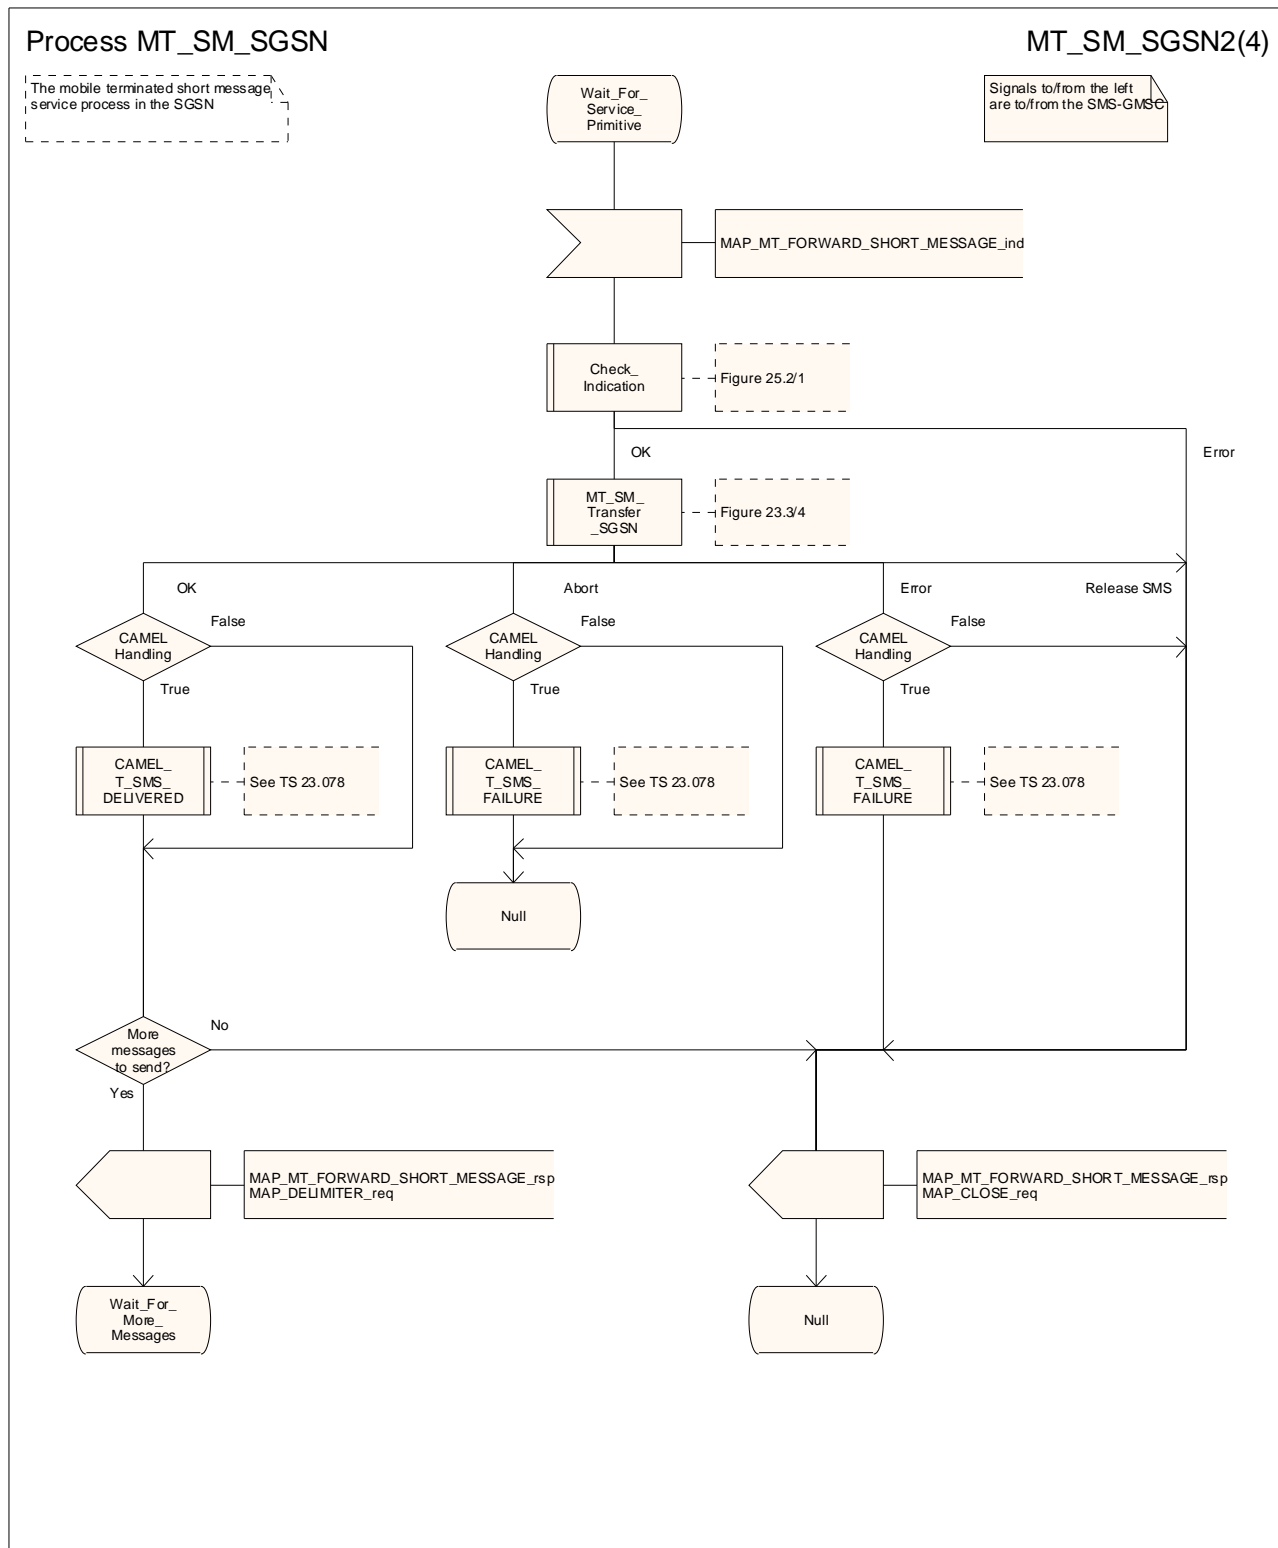 Process MT_SM_SGSN
MT_SM_SGSN2(4)
The mobile terminated short message
service process in the SGSN
Wait_For_
Service_
Primitive
Signals to/from the left
are to/from the SMS-GMSC
MAP_MT_FORWARD_SHORT_MESSAGE_ind
Check_
Indication
Figure 25.2/1
OK
Error
MT_SM_
Transfer
_SGSN
Figure 23.3/4
OK
Abort
Error
Release SMS
CAMEL
Handling
False
True
CAMEL
Handling
False
True
CAMEL
Handling
False
True
CAMEL_
T_SMS_
DELIVERED
See TS 23.078
CAMEL_
T_SMS_
FAILURE
See TS 23.078
CAMEL_
T_SMS_
FAILURE
See TS 23.078
Null
More
messages
to send?
No
Yes
MAP_MT_FORWARD_SHORT_MESSAGE_rsp
MAP_DELIMITER_req
MAP_MT_FORWARD_SHORT_MESSAGE_rsp
MAP_CLOSE_req
Wait_For_
More_
Messages
Null